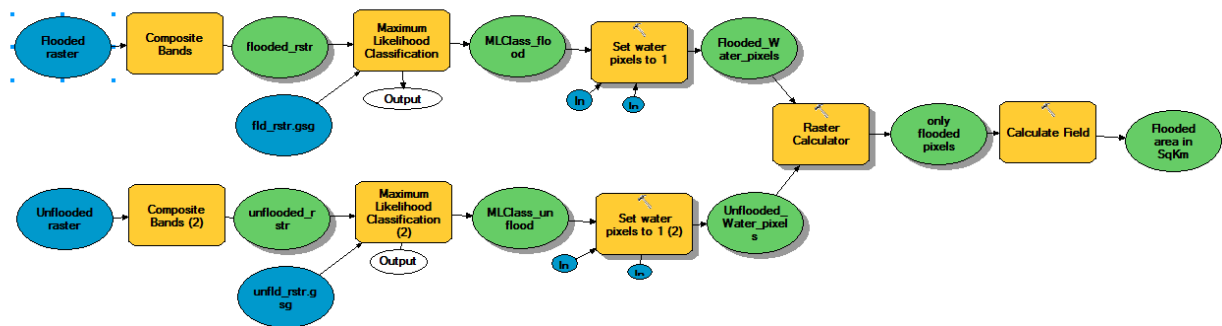 Flooded
raster
Composite
Bands
flooded_rstr
Maximum
Likelihood
Classification
MLClass_flo
od
Set water
pixels to 1
Flooded_W
ater_pixels
Output
fld_rstr.gsg
In
In
Raster
Calculator
only
flooded
pixels
Calculate Field
Flooded
area in
SqKm
Unflooded
raster
Composite
Bands (2)
unflooded_r
str
Maximum
Likelihood
Classification
(2)
MLClass_un
flood
Set water
pixels to 1 (2)
Unflooded_
Water_pixel
s
Output
unfld_rstr.g
sg
In
In